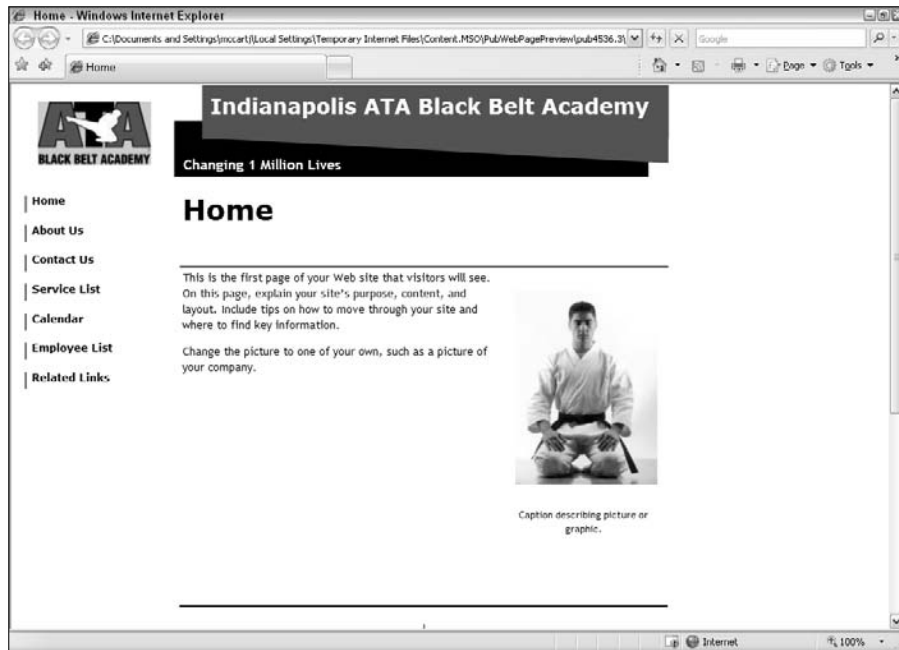 Home - Windows Internet Explorer
C:\Documents and Settings\mccartj\Local Settings\Temporary Internet Files\Content.MSO\PubWebPagePreview\pub4536.3\
Google
Home
Page
Tools
Indianapolis ATA Black Belt Academy
ATA
BLACK BELT ACADEMY
Changing 1 Million Lives
Home
Home
About Us
Contact Us
Service List
Calendar
Employee List
Related Links
This is the first page of your Web site that visitors will see.
On this page, explain your site's purpose, content, and
layout. Include tips on how to move through your site and
where to find key information.
Change the picture to one of your own, such as a picture of
your company.
Caption describing picture or
graphic.
Internet
100%